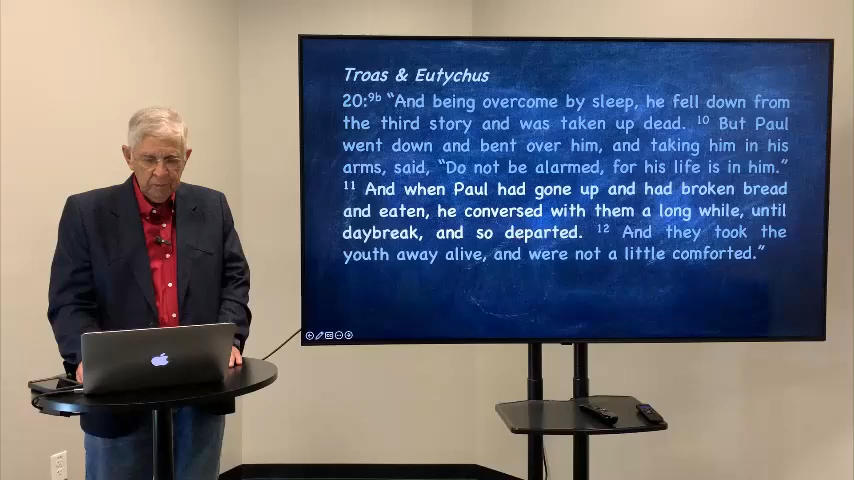 Troas & Eutychus
20:9b “And being overcome by sleep, he fell down from
the third story and was taken up dead. 10 But Paul
went down and bent over him, and taking him in his
arms, said, “Do not be alarmed, for his life is in him.”
11 And when Paul had gone up and had broken bread
and eaten, he conversed with them a long while, until
daybreak, and so departed. 12 And they took the
youth away alive, and were not a little comforted.”